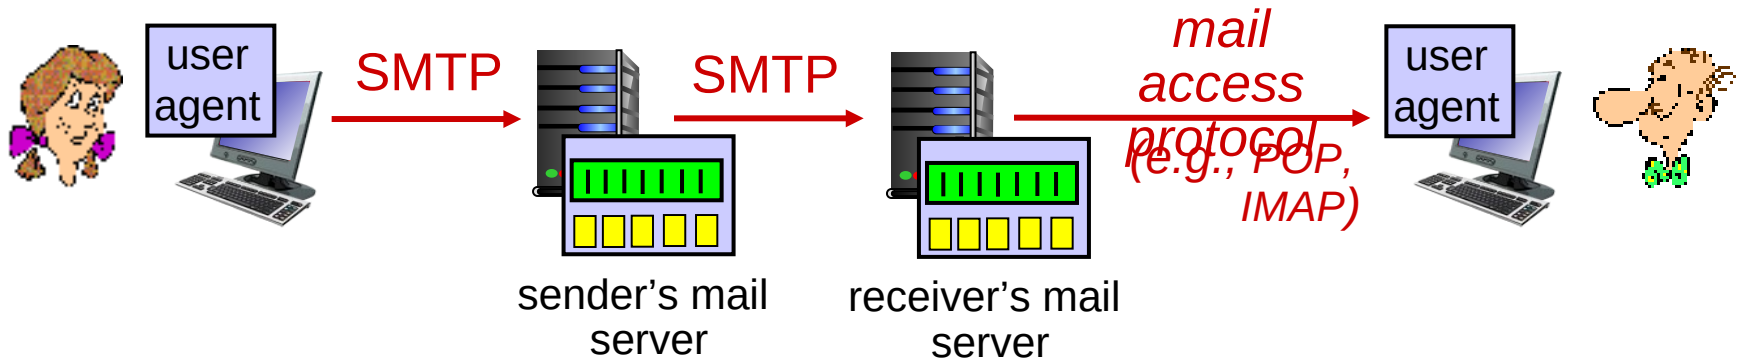 user
agent
SMTP
sender's mail
server
SMTP
receiver's mail
server
mail
access
protocol
(e.g., POP,
IMAP)
user
agent